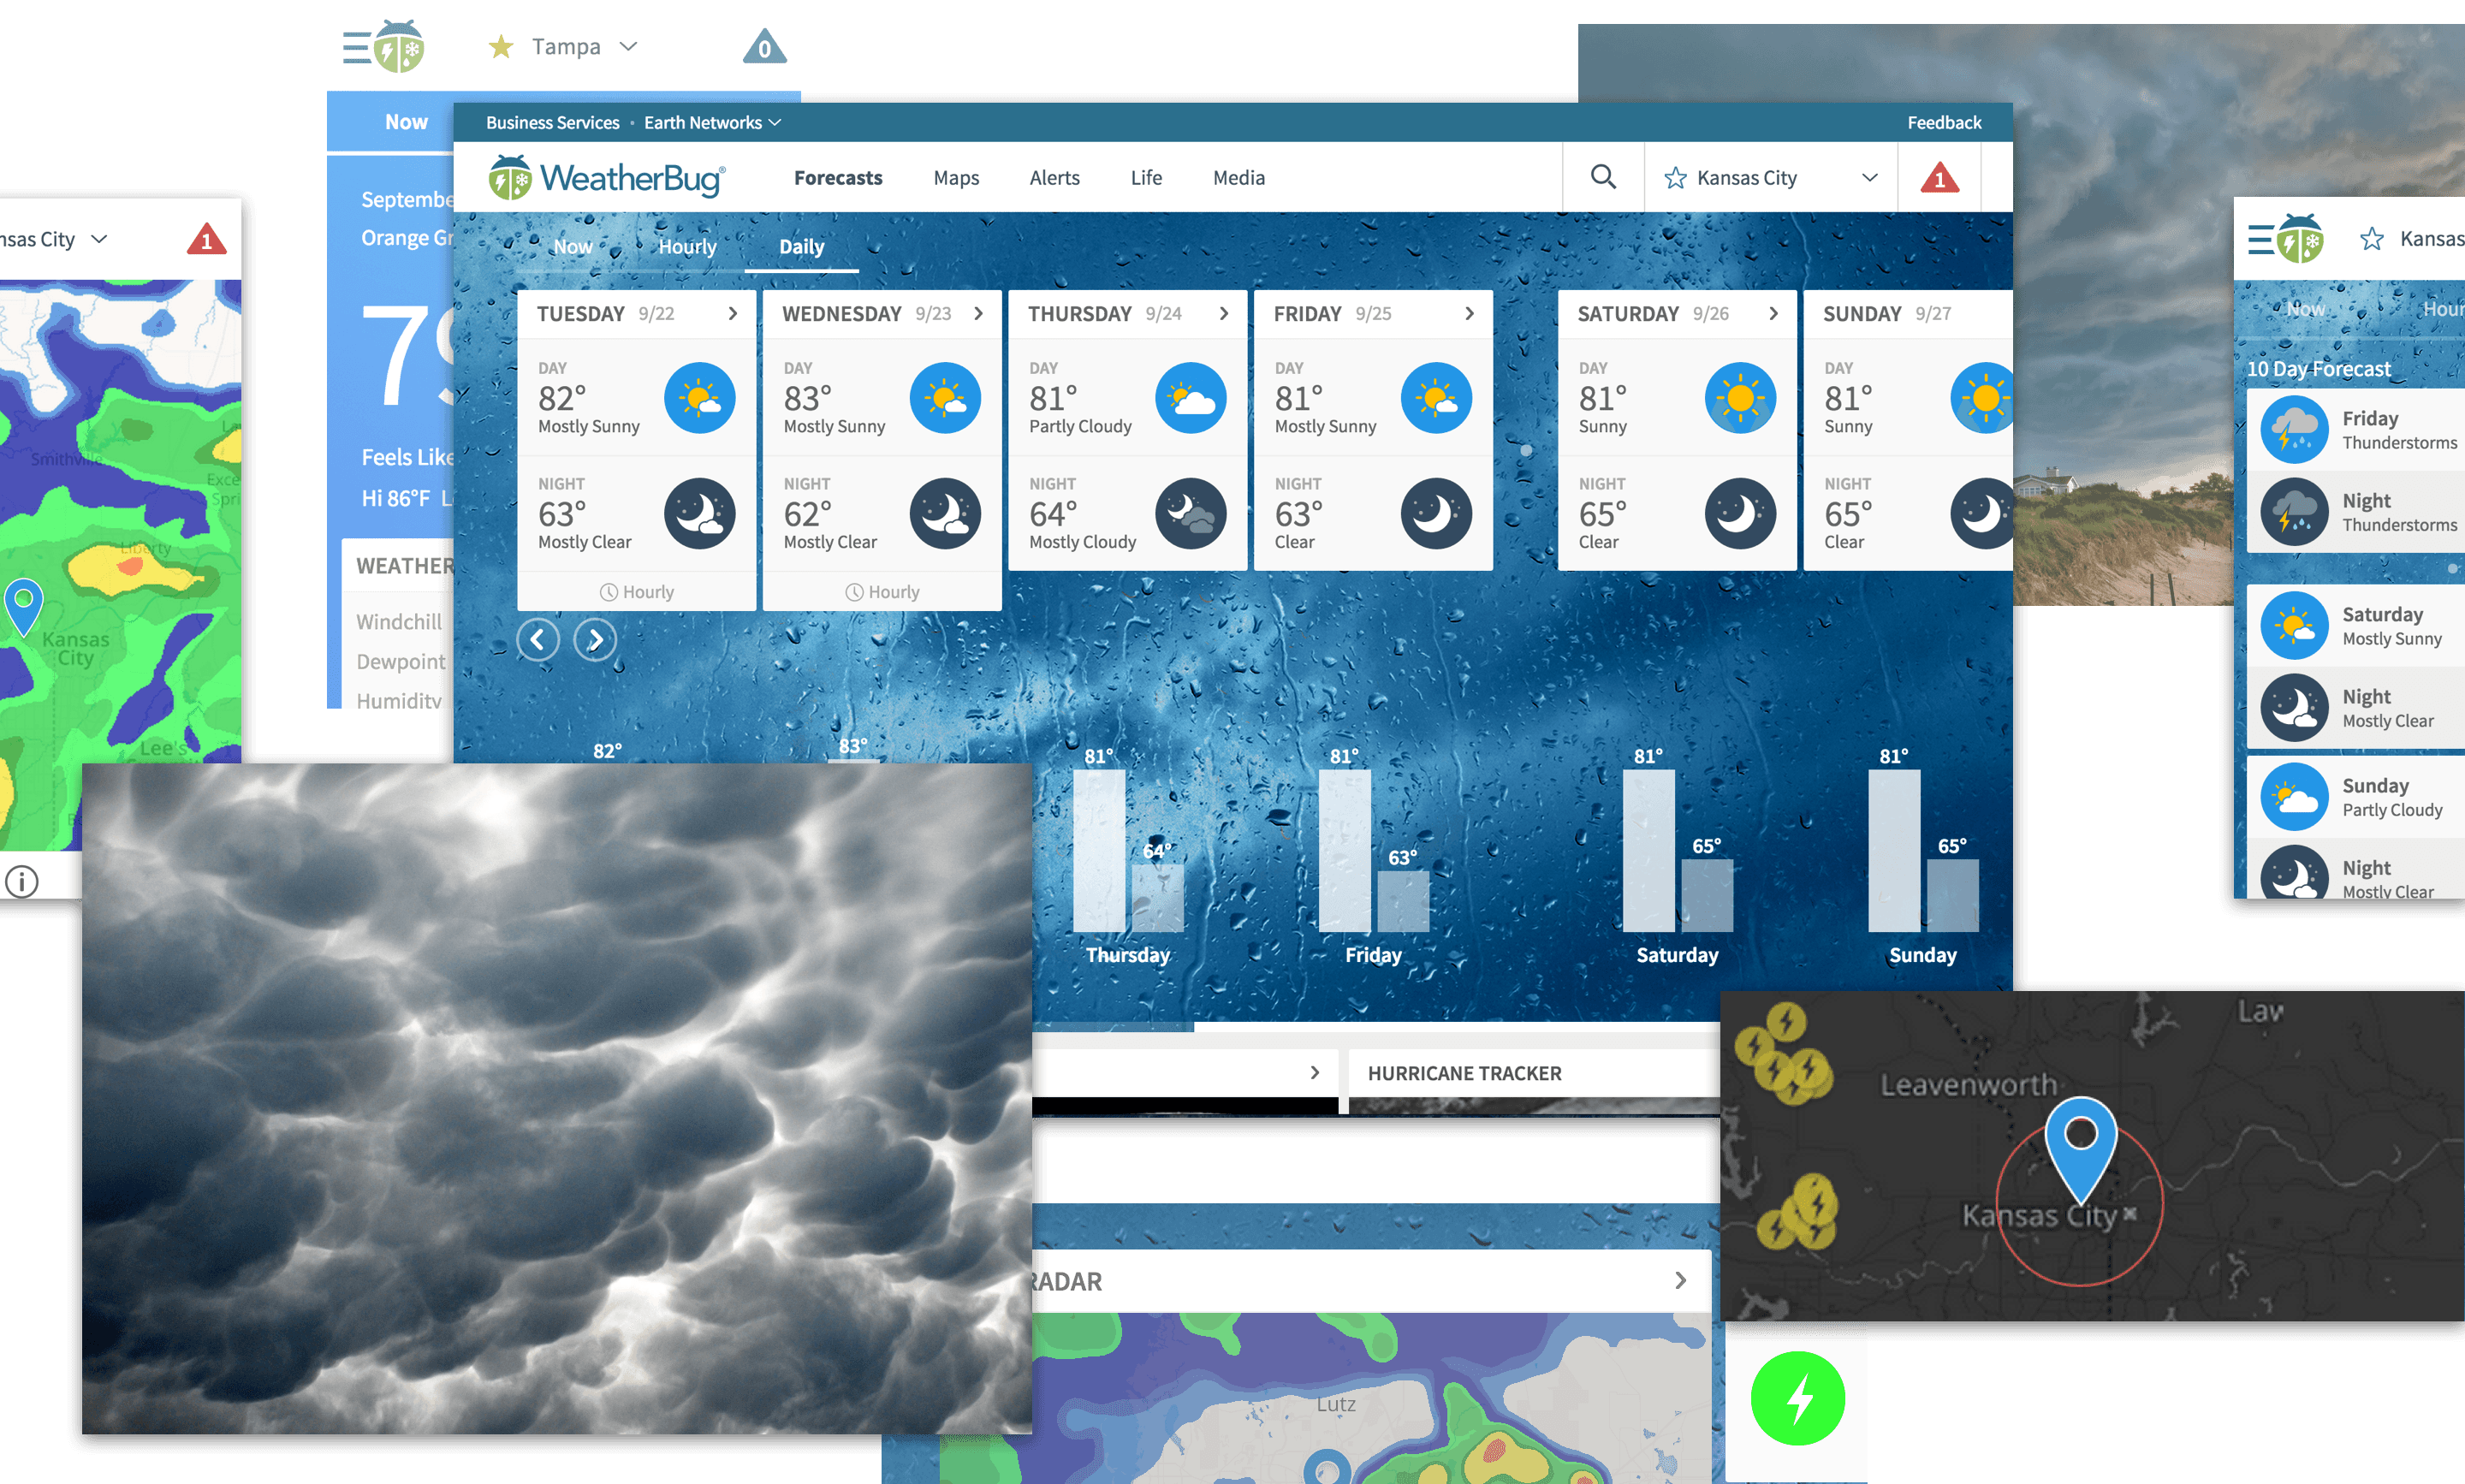 Tampa
0
Now
Septembe
Orange Gr
79
Feels Like
Hi 86°F L
WEATHER
Windchill
Dewpoint
Humidity
nsas City
1
Smithville
Liberty
Kansas
City
Lee's
Business Services • Earth Networks
Feedback
WeatherBug®
Forecasts
Maps
Alerts
Life
Media
Kansas City
1
Now
Hourly
Daily
TUESDAY 9/22
DAY
82°
Mostly Sunny
NIGHT
63°
Mostly Clear
Hourly
WEDNESDAY 9/23
DAY
83°
Mostly Sunny
NIGHT
62°
Mostly Clear
Hourly
THURSDAY 9/24
DAY
81°
Partly Cloudy
NIGHT
64°
Mostly Cloudy
FRIDAY 9/25
DAY
81°
Mostly Sunny
NIGHT
63°
Clear
SATURDAY 9/26
DAY
81°
Sunny
NIGHT
65°
Clear
SUNDAY 9/27
DAY
81°
Sunny
NIGHT
65°
Clear
82°
83°
81°
64°
Thursday
81°
63°
Friday
81°
65°
Saturday
81°
65°
Sunday
HURRICANE TRACKER
Kansas
Now
Hour
10 Day Forecast
Friday
Thunderstorms
Night
Thunderstorms
Saturday
Mostly Sunny
Night
Mostly Clear
Sunday
Partly Cloudy
Night
Mostly Clear
Law
Leavenworth
Kansas City
RADAR
Lutz